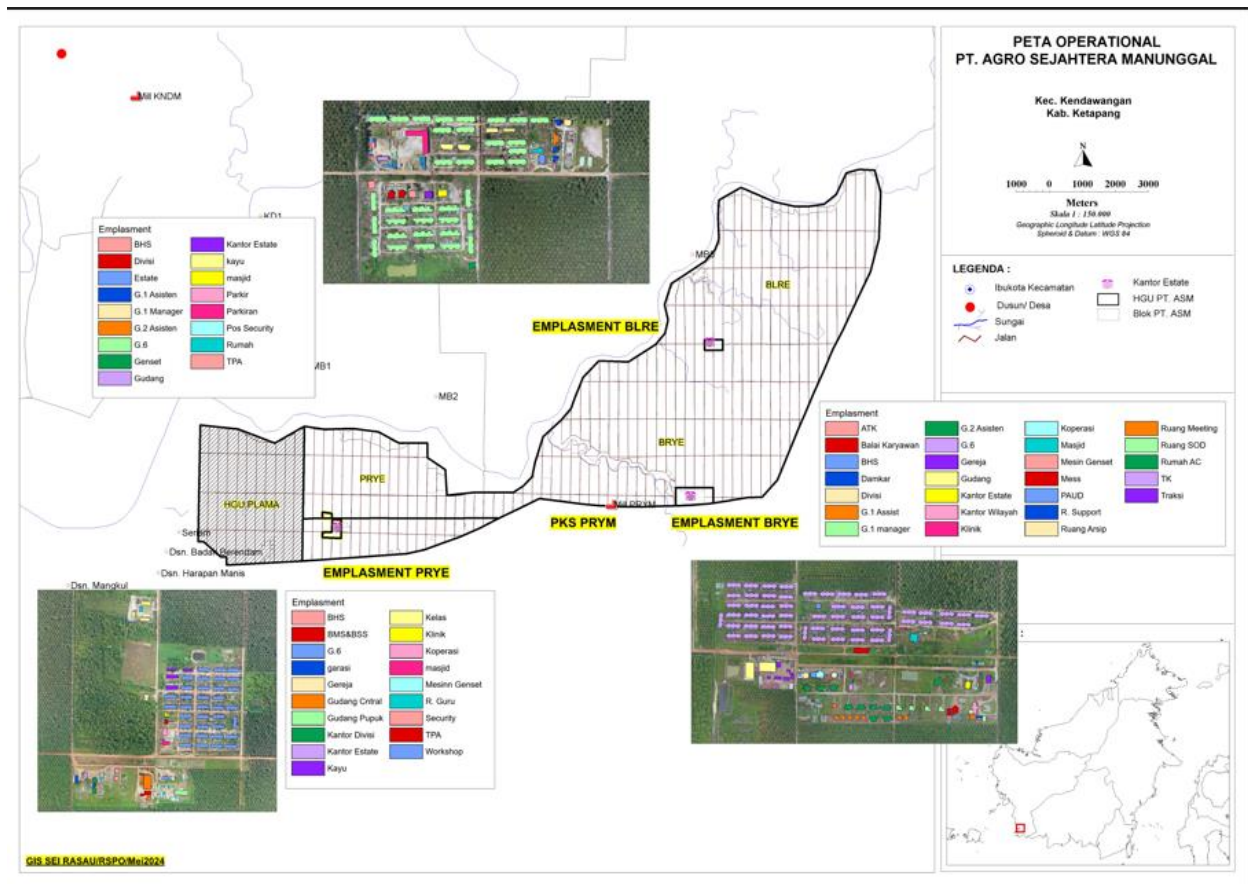 PETA OPERATIONAL
PT. AGRO SEJAHTERA MANUNGGAL
Kec. Kendawangan
Kab. Ketapang
N
1000 0 1000 2000 3000
Meters
Skala 1 : 150.000
Geographic Longitude Latitude Projection
Spheroid & Datum : WGS 84
LEGENDA :
Ibukota Kecamatan
Dusun/ Desa
Sungai
Jalan
Kantor Estate
HGU PT. ASM
Blok PT. ASM
Mill KNDM
KD1
MB1
MB2
BLRE
EMPLASMENT BLRE
BRYE
PRYE
HGU PLAMA
Mill PRYM
PKS PRYM
EMPLASMENT BRYE
EMPLASMENT PRYE
Dsn. Harapan Manis
Dsn. Mangkul
Emplasment
BHS
Divisi
Estate
G.1 Asisten
G.1 Manager
G.2 Asisten
G.6
Genset
Gudang
Kantor Estate
kayu
masjid
Parkir
Parkiran
Pos Security
Rumah
TPA
Emplasment
ATK
Balai Karyawan
BHS
Damkar
Divisi
G.1 Assist
G.1 manager
G.2 Asisten
G.6
Gereja
Gudang
Kantor Estate
Kantor Wilayah
Klinik
Koperasi
Masjid
Mesin Genset
Mess
PAUD
R. Support
Ruang Arsip
Ruang Meeting
Ruang SOD
Rumah AC
TK
Traksi
Emplasment
BHS
BMS&BSS
G.6
garasi
Gereja
Gudang Cntral
Gudang Pupuk
Kantor Divisi
Kantor Estate
Kayu
Kelas
Klinik
Koperasi
masjid
Mesinn Genset
R. Guru
Security
TPA
Workshop
:
GIS SEI RASAU/RSPO/Mei2024